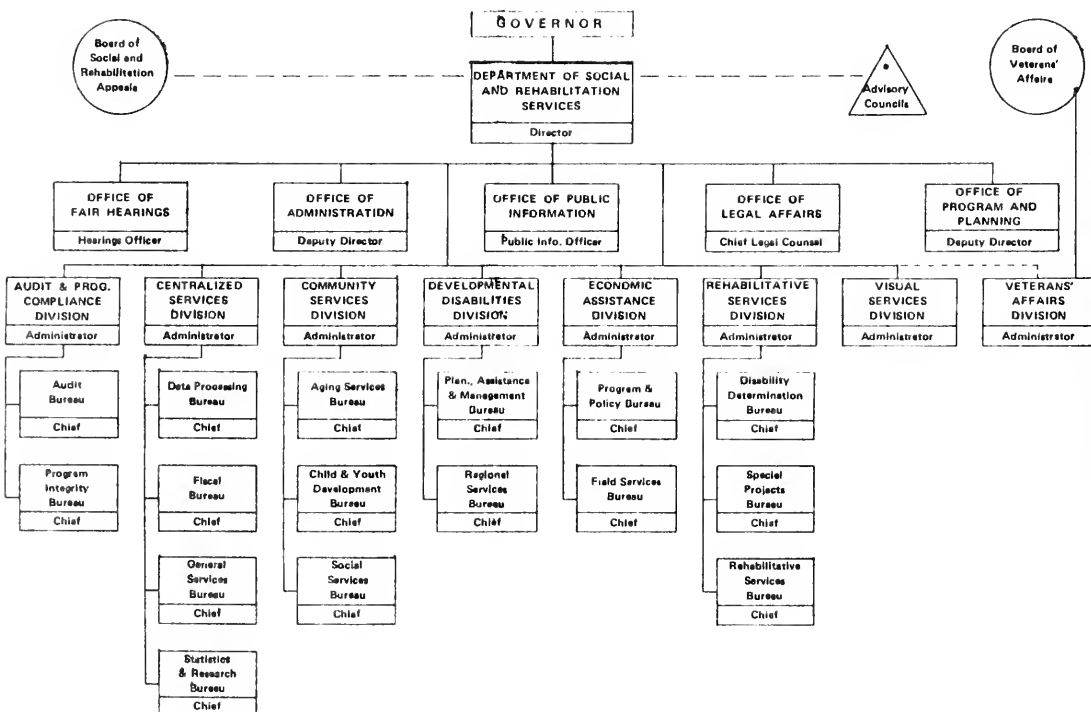 GOVERNOR
Board of
Social and
Rehabilitation
Appeals
DEPARTMENT OF SOCIAL
AND REHABILITATION
SERVICES
Director
Advisory
Councils
Board of
Veterans'
Affairs
OFFICE OF
FAIR HEARINGS
Hearings Officer
OFFICE OF
ADMINISTRATION
Deputy Director
OFFICE OF PUBLIC
INFORMATION
Public Info. Officer
OFFICE OF
LEGAL AFFAIRS
Chief Legal Counsel
OFFICE OF
PROGRAM AND
PLANNING
Deputy Director
AUDIT & PROG.
COMPLIANCE
DIVISION
Administrator
CENTRALIZED
SERVICES
DIVISION
Administrator
COMMUNITY
SERVICES
DIVISION
Administrator
DEVELOPMENTAL
DISABILITIES
DIVISION
Administrator
ECONOMIC
ASSISTANCE
DIVISION
Administrator
REHABILITATIVE
SERVICES
DIVISION
Administrator
VISUAL
SERVICES
DIVISION
Administrator
VETERANS'
AFFAIRS
DIVISION
Administrator
Audit
Bureau
Chief
Program
Integrity
Bureau
Chief
Data Processing
Bureau
Chief
Fiscal
Bureau
Chief
General
Services
Bureau
Chief
Statistics
& Research
Bureau
Chief
Aging Services
Bureau
Chief
Child & Youth
Development
Bureau
Chief
Social
Services
Bureau
Chief
Plan., Assistance
& Management
Bureau
Chief
Regional
Services
Bureau
Chief
Program &
Policy Bureau
Chief
Field Services
Bureau
Chief
Disability
Determination
Bureau
Chief
Special
Projects
Bureau
Chief
Rehabilitative
Services
Bureau
Chief